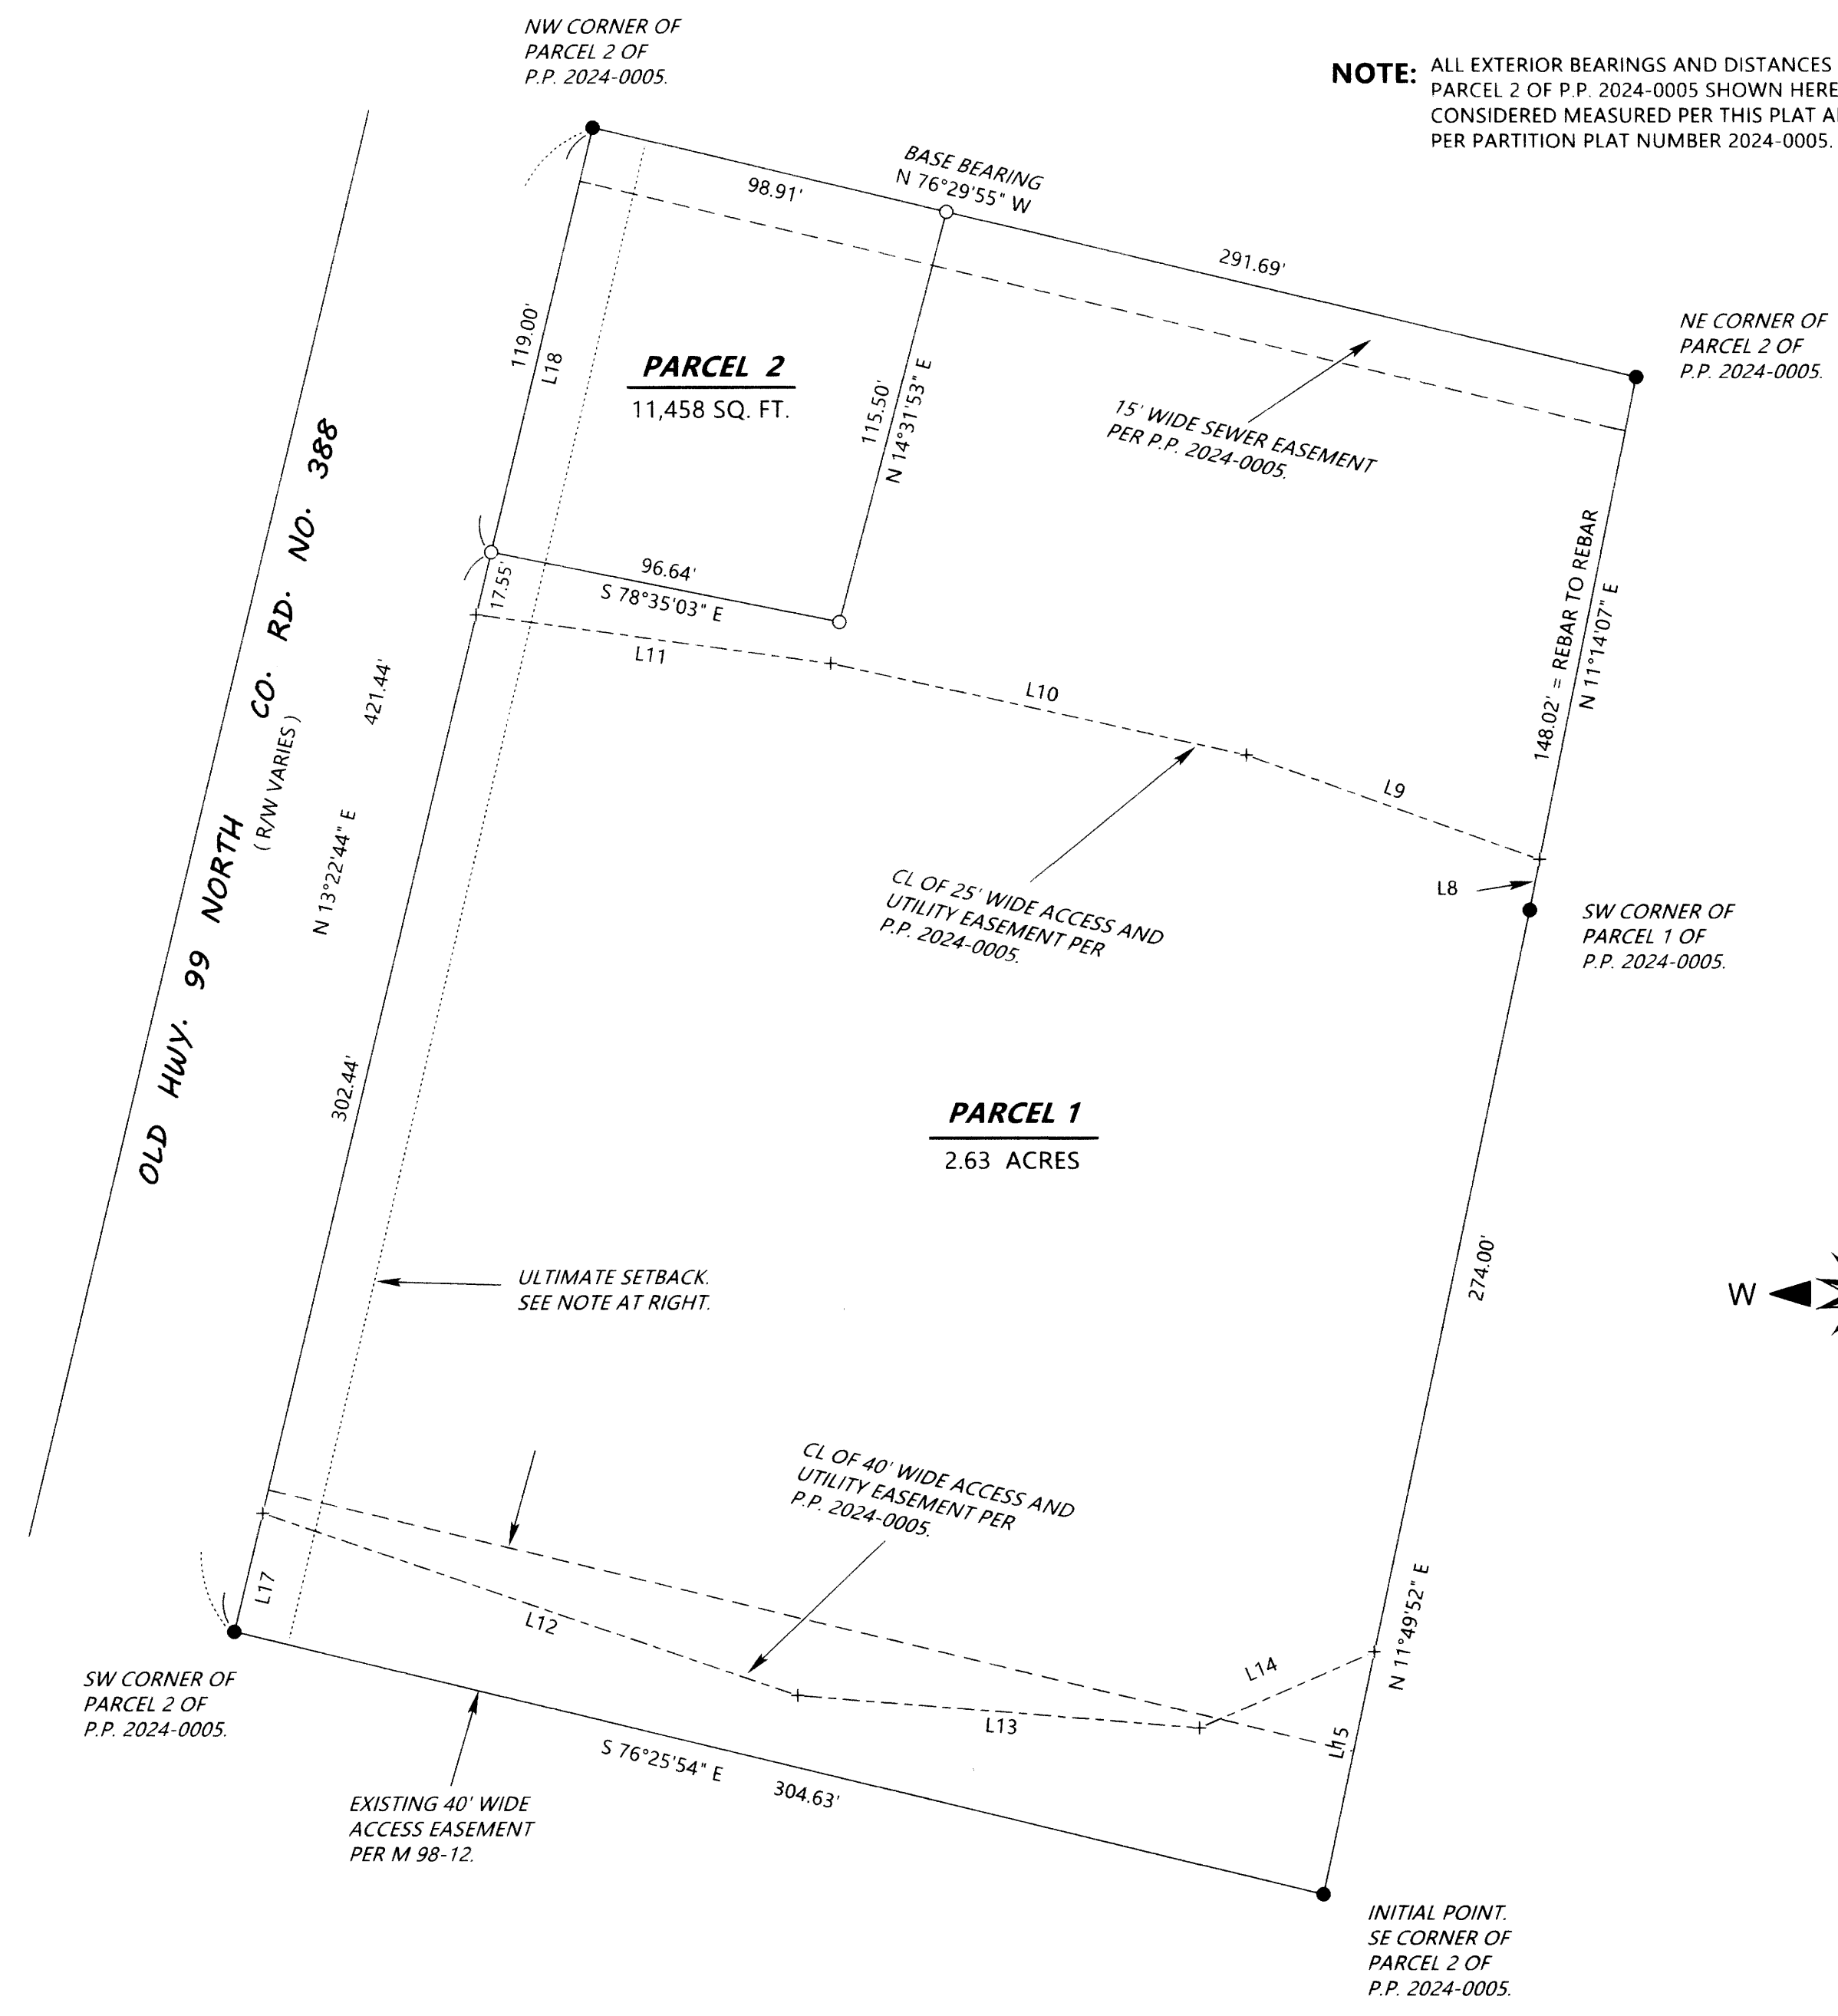 NW CORNER OF
PARCEL 2 OF
P.P. 2024-0005.
NOTE: ALL EXTERIOR BEARINGS AND DISTANCES
PARCEL 2 OF P.P. 2024-0005 SHOWN HERE
CONSIDERED MEASURED PER THIS PLAT
PER PARTITION PLAT NUMBER 2024-0005.
BASE BEARING
N 76°29'55" W
98.91'
291.69'
NE CORNER OF
PARCEL 2 OF
P.P. 2024-0005.
119.00'
L18
PARCEL 2
11,458 SQ. FT.
115.50'
N 14°31'53" E
15' WIDE SEWER EASEMENT
PER P.P. 2024-0005.
148.02' = REBAR TO REBAR
N 11°14'07" E
17.55'
96.64'
S 78°35'03" E
L11
L10
L9
L8
SW CORNER OF
PARCEL 1 OF
P.P. 2024-0005.
OLD HWY. 99 NORTH CO. RD. NO. 388
( R/W VARIES )
N 13°22'44" E 421.44'
CL OF 25' WIDE ACCESS AND
UTILITY EASEMENT PER
P.P. 2024-0005.
302.44'
PARCEL 1
2.63 ACRES
274.00'
W
ULTIMATE SETBACK.
SEE NOTE AT RIGHT.
CL OF 40' WIDE ACCESS AND
UTILITY EASEMENT PER
P.P. 2024-0005.
L17
L12
L13
L14
L15
N 11°49'52" E
SW CORNER OF
PARCEL 2 OF
P.P. 2024-0005.
S 76°25'54" E 304.63'
EXISTING 40' WIDE
ACCESS EASEMENT
PER M 98-12.
INITIAL POINT.
SE CORNER OF
PARCEL 2 OF
P.P. 2024-0005.